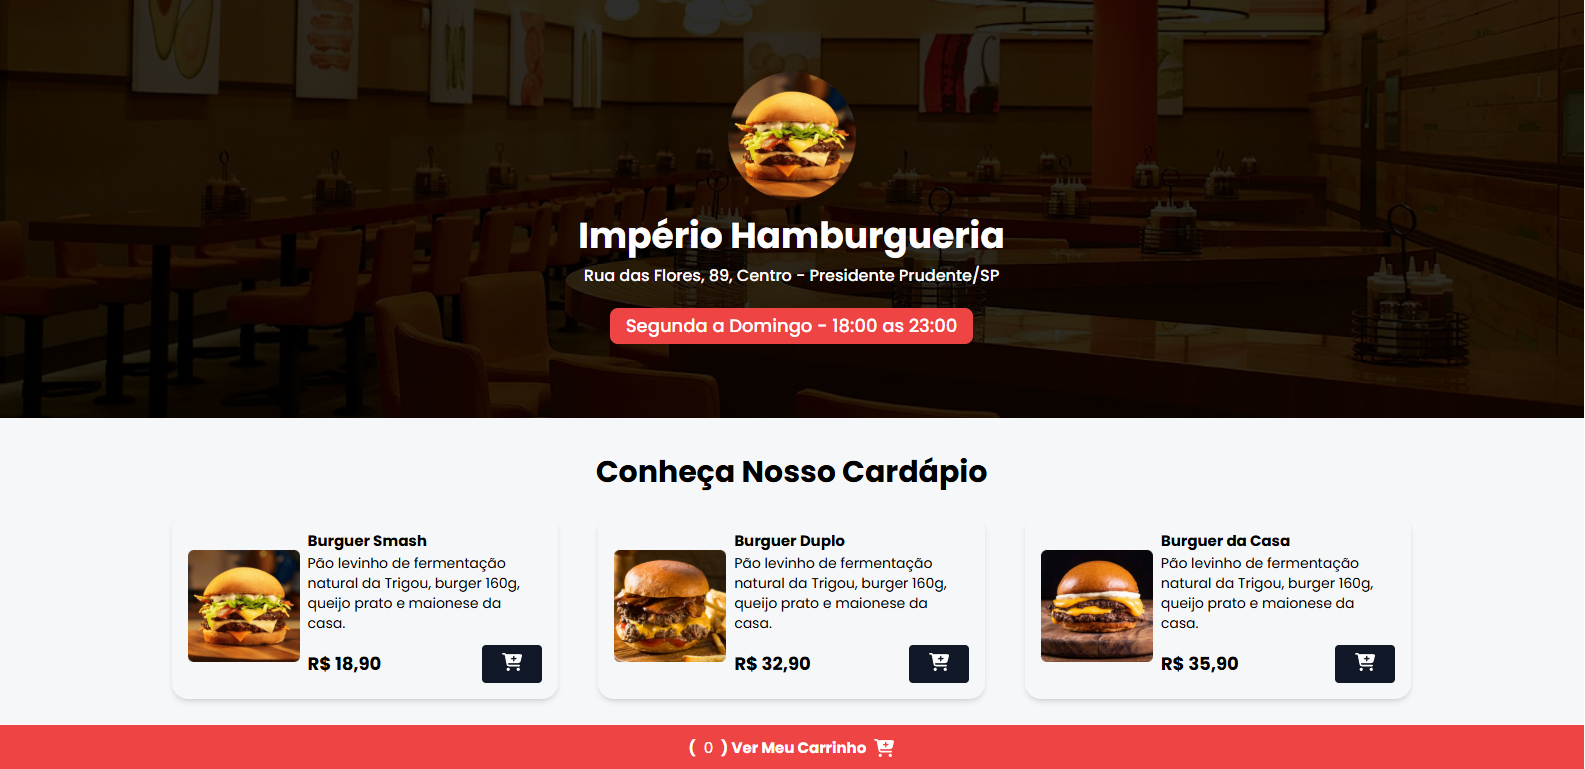 Império Hamburgueria
Rua das Flores, 89, Centro - Presidente Prudente/SP
Segunda a Domingo - 18:00 as 23:00
Conheça Nosso Cardápio
Burguer Smash
Pão levinho de fermentação
natural da Trigou, burger 160g,
queijo prato e maionese da
casa.
R$ 18,90
Burguer Duplo
Pão levinho de fermentação
natural da Trigou, burger 160g,
queijo prato e maionese da
casa.
R$ 32,90
Burguer da Casa
Pão levinho de fermentação
natural da Trigou, burger 160g,
queijo prato e maionese da
casa.
R$ 35,90
( 0 ) Ver Meu Carrinho